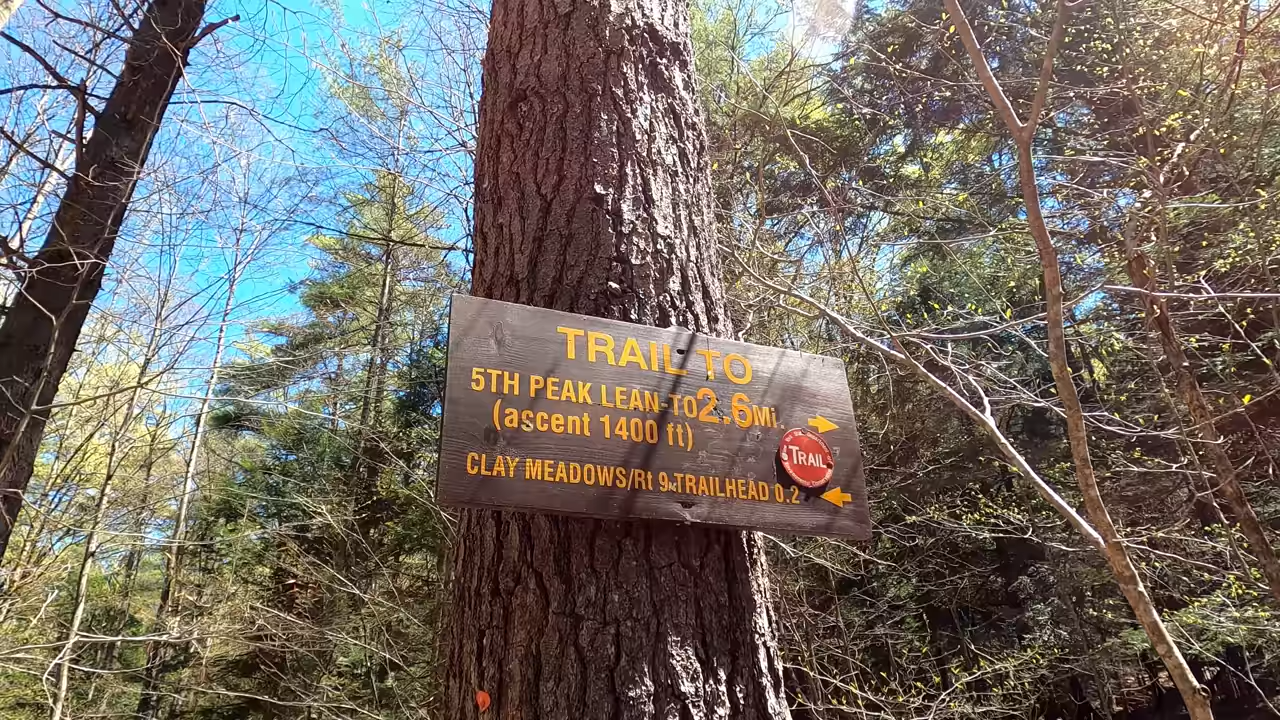 TRAIL TO
5TH PEAK LEAN-TO 2.6 Mi.
(ascent 1400 ft)
CLAY MEADOWS/Rt 9N TRAILHEAD 0.2
TRAIL